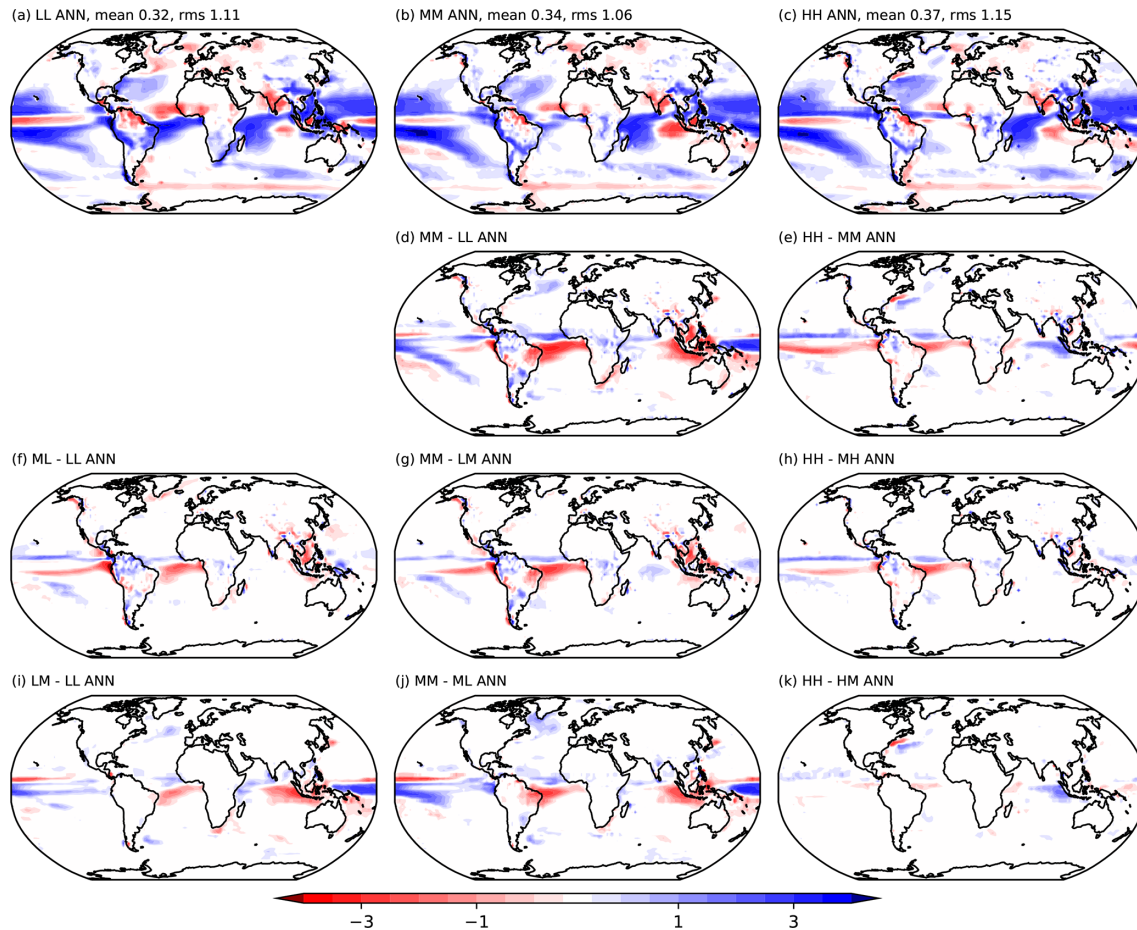 (a) LL ANN, mean 0.32, rms 1.11
(b) MM ANN, mean 0.34, rms 1.06
(c) HH ANN, mean 0.37, rms 1.15
(d) MM - LL ANN
(e) HH - MM ANN
(f) ML - LL ANN
(g) MM - LM ANN
(h) HH - MH ANN
(i) LM - LL ANN
(j) MM - ML ANN
(k) HH - HM ANN
−3 −1 1 3